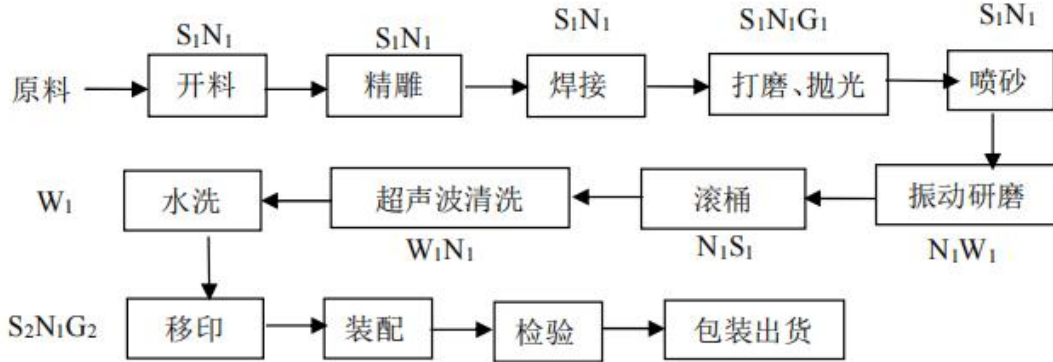 S₁N₁ S₁N₁ S₁N₁ S₁N₁G₁ S₁N₁
原料 开料 精雕 焊接 打磨、抛光 喷砂
W₁ 水洗 超声波清洗 滚桶 振动研磨
W₁N₁ N₁S₁ N₁W₁
S₂N₁G₂ 移印 装配 检验 包装出货